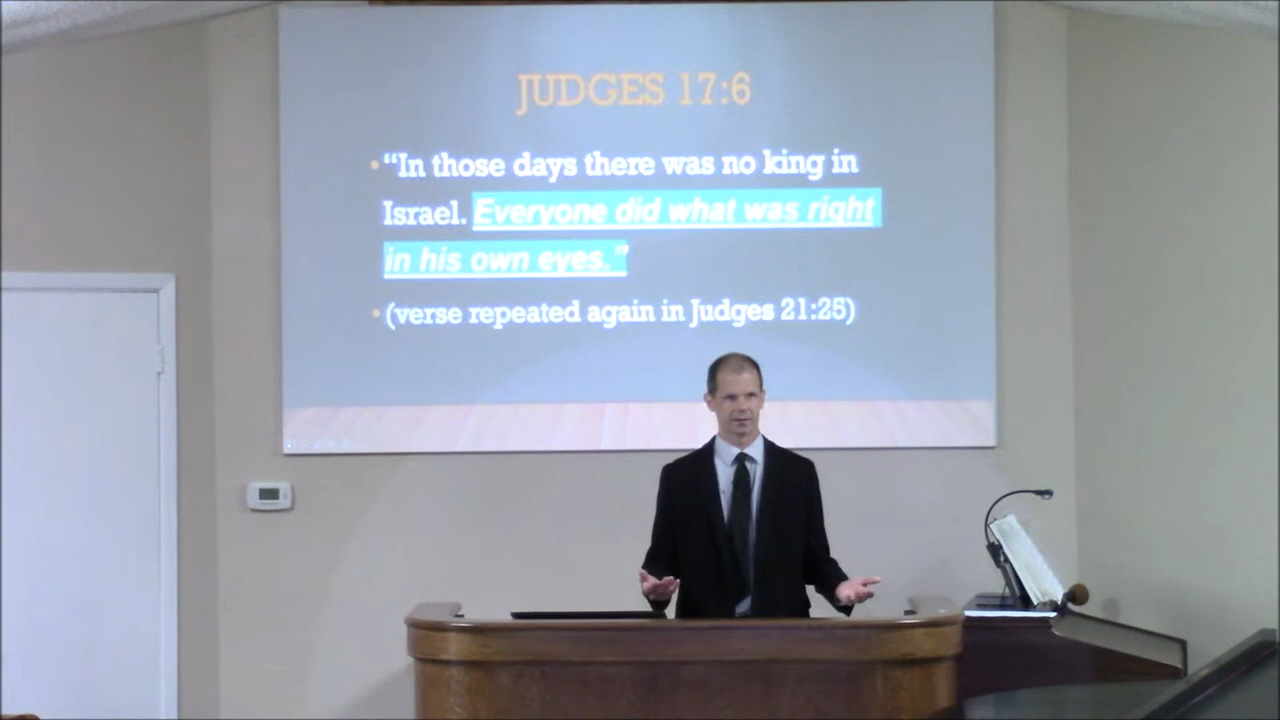 JUDGES 17:6
• “In those days there was no king in
Israel. Everyone did what was right
in his own eyes.”
• (verse repeated again in Judges 21:25)